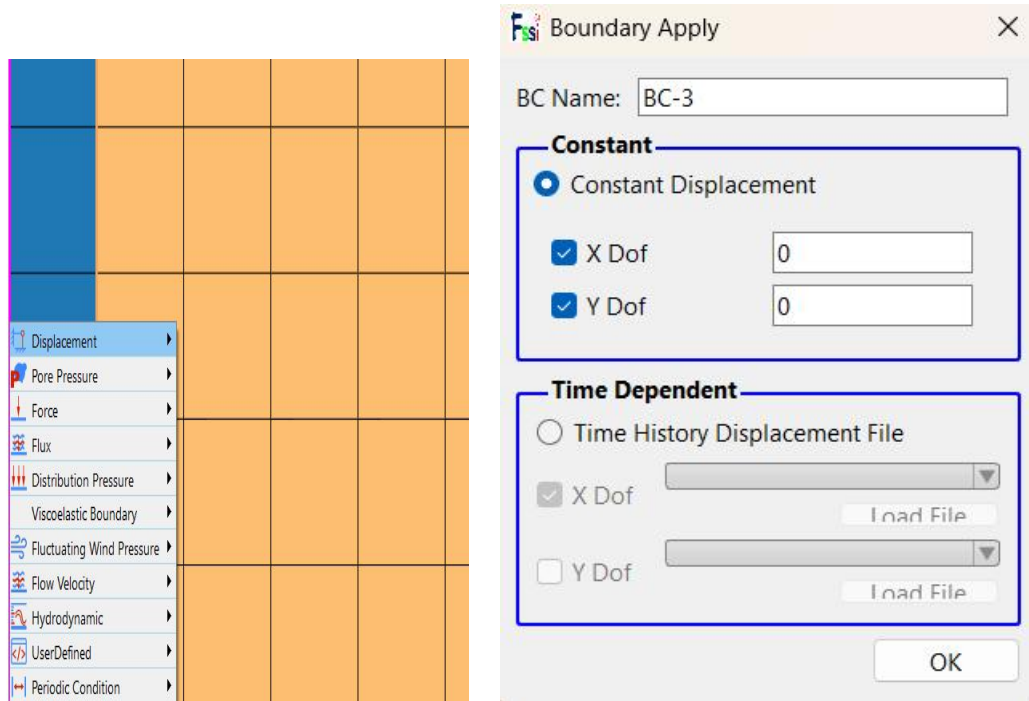 Displacement
Pore Pressure
Force
Flux
Distribution Pressure
Viscoelastic Boundary
Fluctuating Wind Pressure
Flow Velocity
Hydrodynamic
UserDefined
Periodic Condition
Fssi Boundary Apply
BC Name: BC-3
Constant
Constant Displacement
X Dof 0
Y Dof 0
Time Dependent
Time History Displacement File
X Dof
Load File
Y Dof
Load File
OK